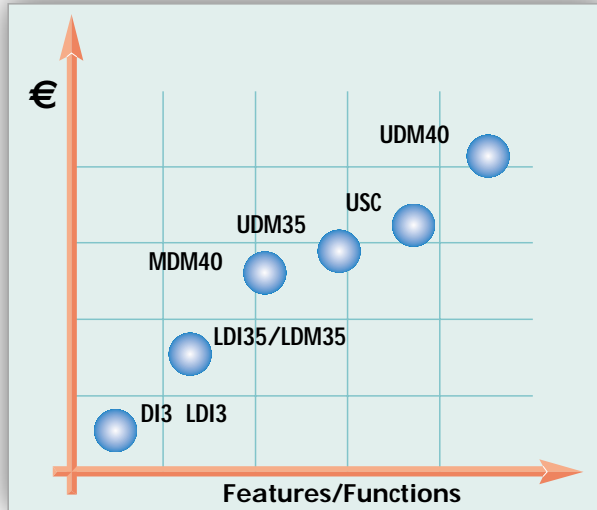 €
UDM40
USC
UDM35
MDM40
LDI35/LDM35
DI3 LDI3
Features/Functions